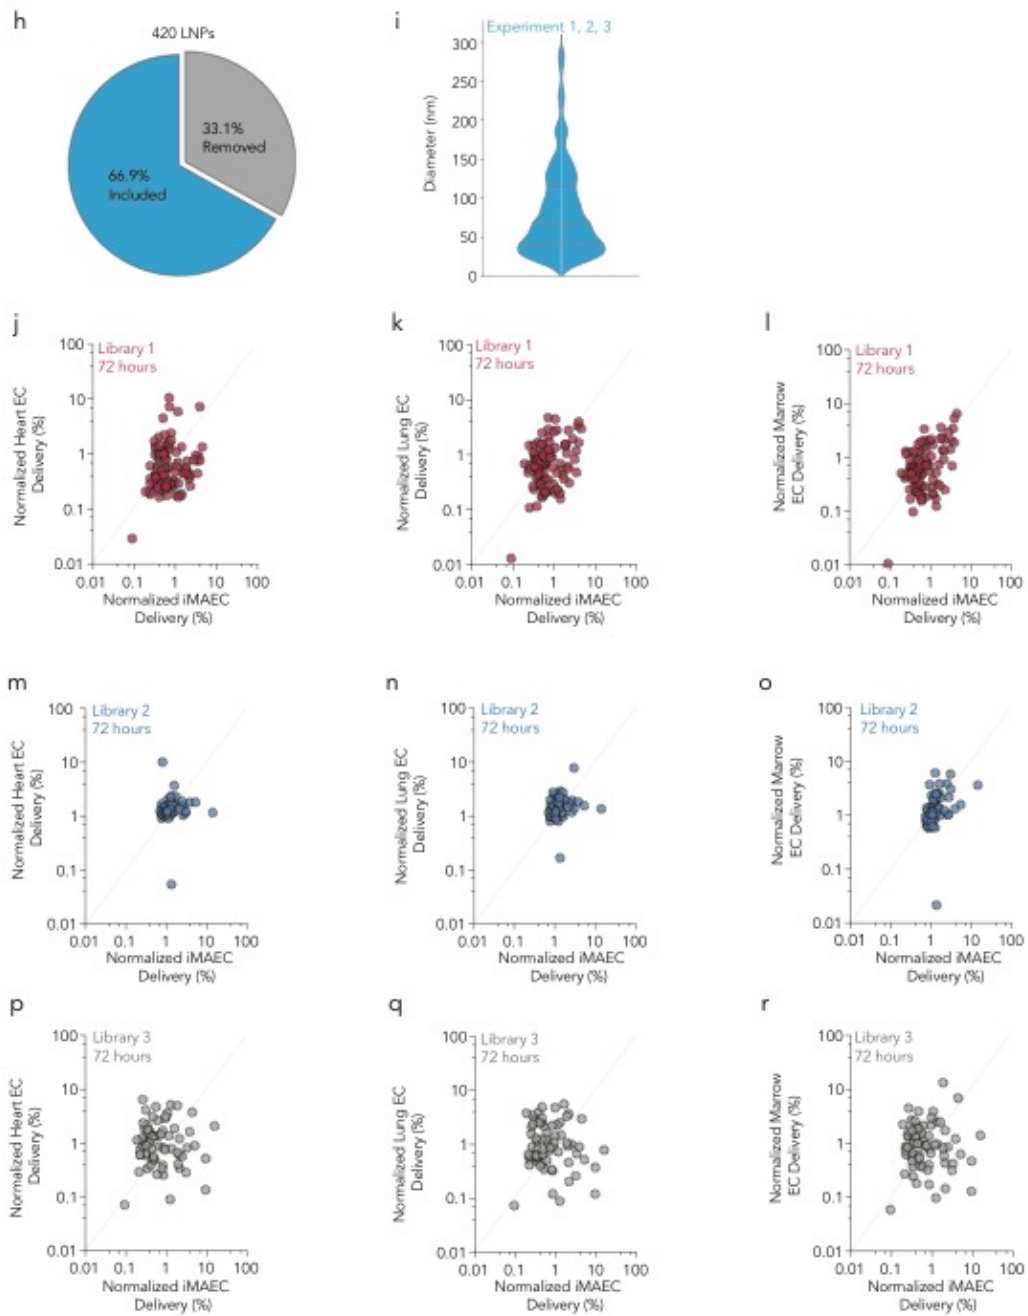 h
420 LNPs
33.1%
Removed
66.9%
Included
i
Experiment 1, 2, 3
Diameter (nm)
300
250
200
150
100
50
0
j
Library 1
72 hours
Normalized Heart EC
Delivery (%)
100
10
1
0.1
0.01
0.01 0.1 1 10 100
Normalized iMAEC
Delivery (%)
k
Library 1
72 hours
Normalized Lung EC
Delivery (%)
100
10
1
0.1
0.01
0.01 0.1 1 10 100
Normalized iMAEC
Delivery (%)
l
Library 1
72 hours
Normalized Marrow
EC Delivery (%)
100
10
1
0.1
0.01
0.01 0.1 1 10 100
Normalized iMAEC
Delivery (%)
m
Library 2
72 hours
Normalized Heart EC
Delivery (%)
100
10
1
0.1
0.01
0.01 0.1 1 10 100
Normalized iMAEC
Delivery (%)
n
Library 2
72 hours
Normalized Lung EC
Delivery (%)
100
10
1
0.1
0.01
0.01 0.1 1 10 100
Normalized iMAEC
Delivery (%)
o
Library 2
72 hours
Normalized Marrow
EC Delivery (%)
100
10
1
0.1
0.01
0.01 0.1 1 10 100
Normalized iMAEC
Delivery (%)
p
Library 3
72 hours
Normalized Heart EC
Delivery (%)
100
10
1
0.1
0.01
0.01 0.1 1 10 100
Normalized iMAEC
Delivery (%)
q
Library 3
72 hours
Normalized Lung EC
Delivery (%)
100
10
1
0.1
0.01
0.01 0.1 1 10 100
Normalized iMAEC
Delivery (%)
r
Library 3
72 hours
Normalized Marrow
EC Delivery (%)
100
10
1
0.1
0.01
0.01 0.1 1 10 100
Normalized iMAEC
Delivery (%)